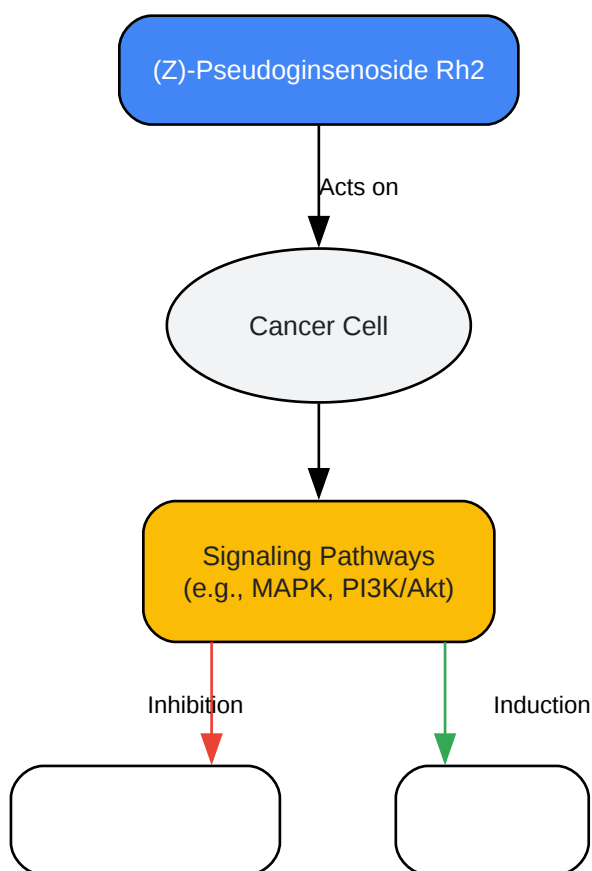 (Z)-Pseudoginsenoside Rh2
Acts on
Cancer Cell
Signaling Pathways
(e.g., MAPK, PI3K/Akt)
Inhibition
Induction